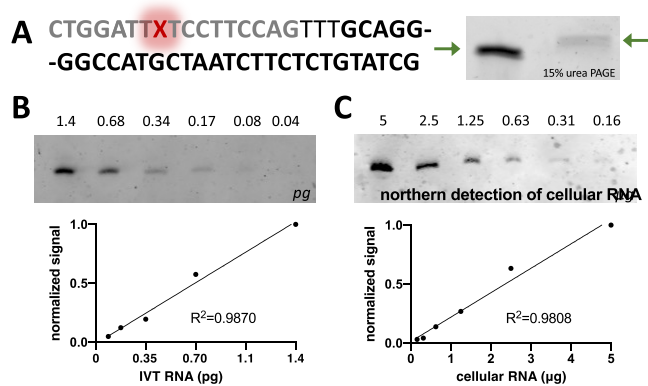 A
CTGGATTXTCCTTCCAGTTTGCAGG-
-GGCCATGCTAATCTTCTCTGTATCG
15% urea PAGE
B
1.4 0.68 0.34 0.17 0.08 0.04
pg
normalized signal
1.0
0.5
0.0
R²=0.9870
0 0.35 0.70 1.1 1.4
IVT RNA (pg)
C
5 2.5 1.25 0.63 0.31 0.16
northern detection of cellular RNA
normalized signal
1.0
0.5
0.0
R²=0.9808
0 1 2 3 4 5
cellular RNA (µg)